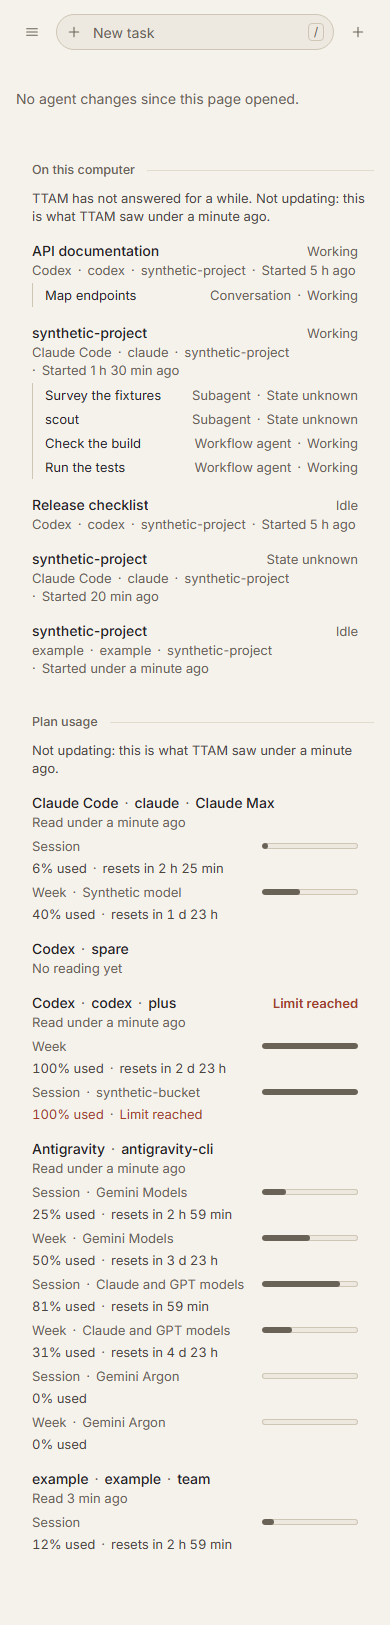 New task
/
No agent changes since this page opened.
On this computer
TTAM has not answered for a while. Not updating: this
is what TTAM saw under a minute ago.
API documentation Working
Codex · codex · synthetic-project · Started 5 h ago
Map endpoints Conversation · Working
synthetic-project Working
Claude Code · claude · synthetic-project
· Started 1 h 30 min ago
Survey the fixtures Subagent · State unknown
scout Subagent · State unknown
Check the build Workflow agent · Working
Run the tests Workflow agent · Working
Release checklist Idle
Codex · codex · synthetic-project · Started 5 h ago
synthetic-project State unknown
Claude Code · claude · synthetic-project
· Started 20 min ago
synthetic-project Idle
example · example · synthetic-project
· Started under a minute ago
Plan usage
Not updating: this is what TTAM saw under a minute
ago.
Claude Code · claude · Claude Max
Read under a minute ago
Session
6% used · resets in 2 h 25 min
Week · Synthetic model
40% used · resets in 1 d 23 h
Codex · spare
No reading yet
Codex · codex · plus Limit reached
Read under a minute ago
Week
100% used · resets in 2 d 23 h
Session · synthetic-bucket
100% used · Limit reached
Antigravity · antigravity-cli
Read under a minute ago
Session · Gemini Models
25% used · resets in 2 h 59 min
Week · Gemini Models
50% used · resets in 3 d 23 h
Session · Claude and GPT models
81% used · resets in 59 min
Week · Claude and GPT models
31% used · resets in 4 d 23 h
Session · Gemini Argon
0% used
Week · Gemini Argon
0% used
example · example · team
Read 3 min ago
Session
12% used · resets in 2 h 59 min